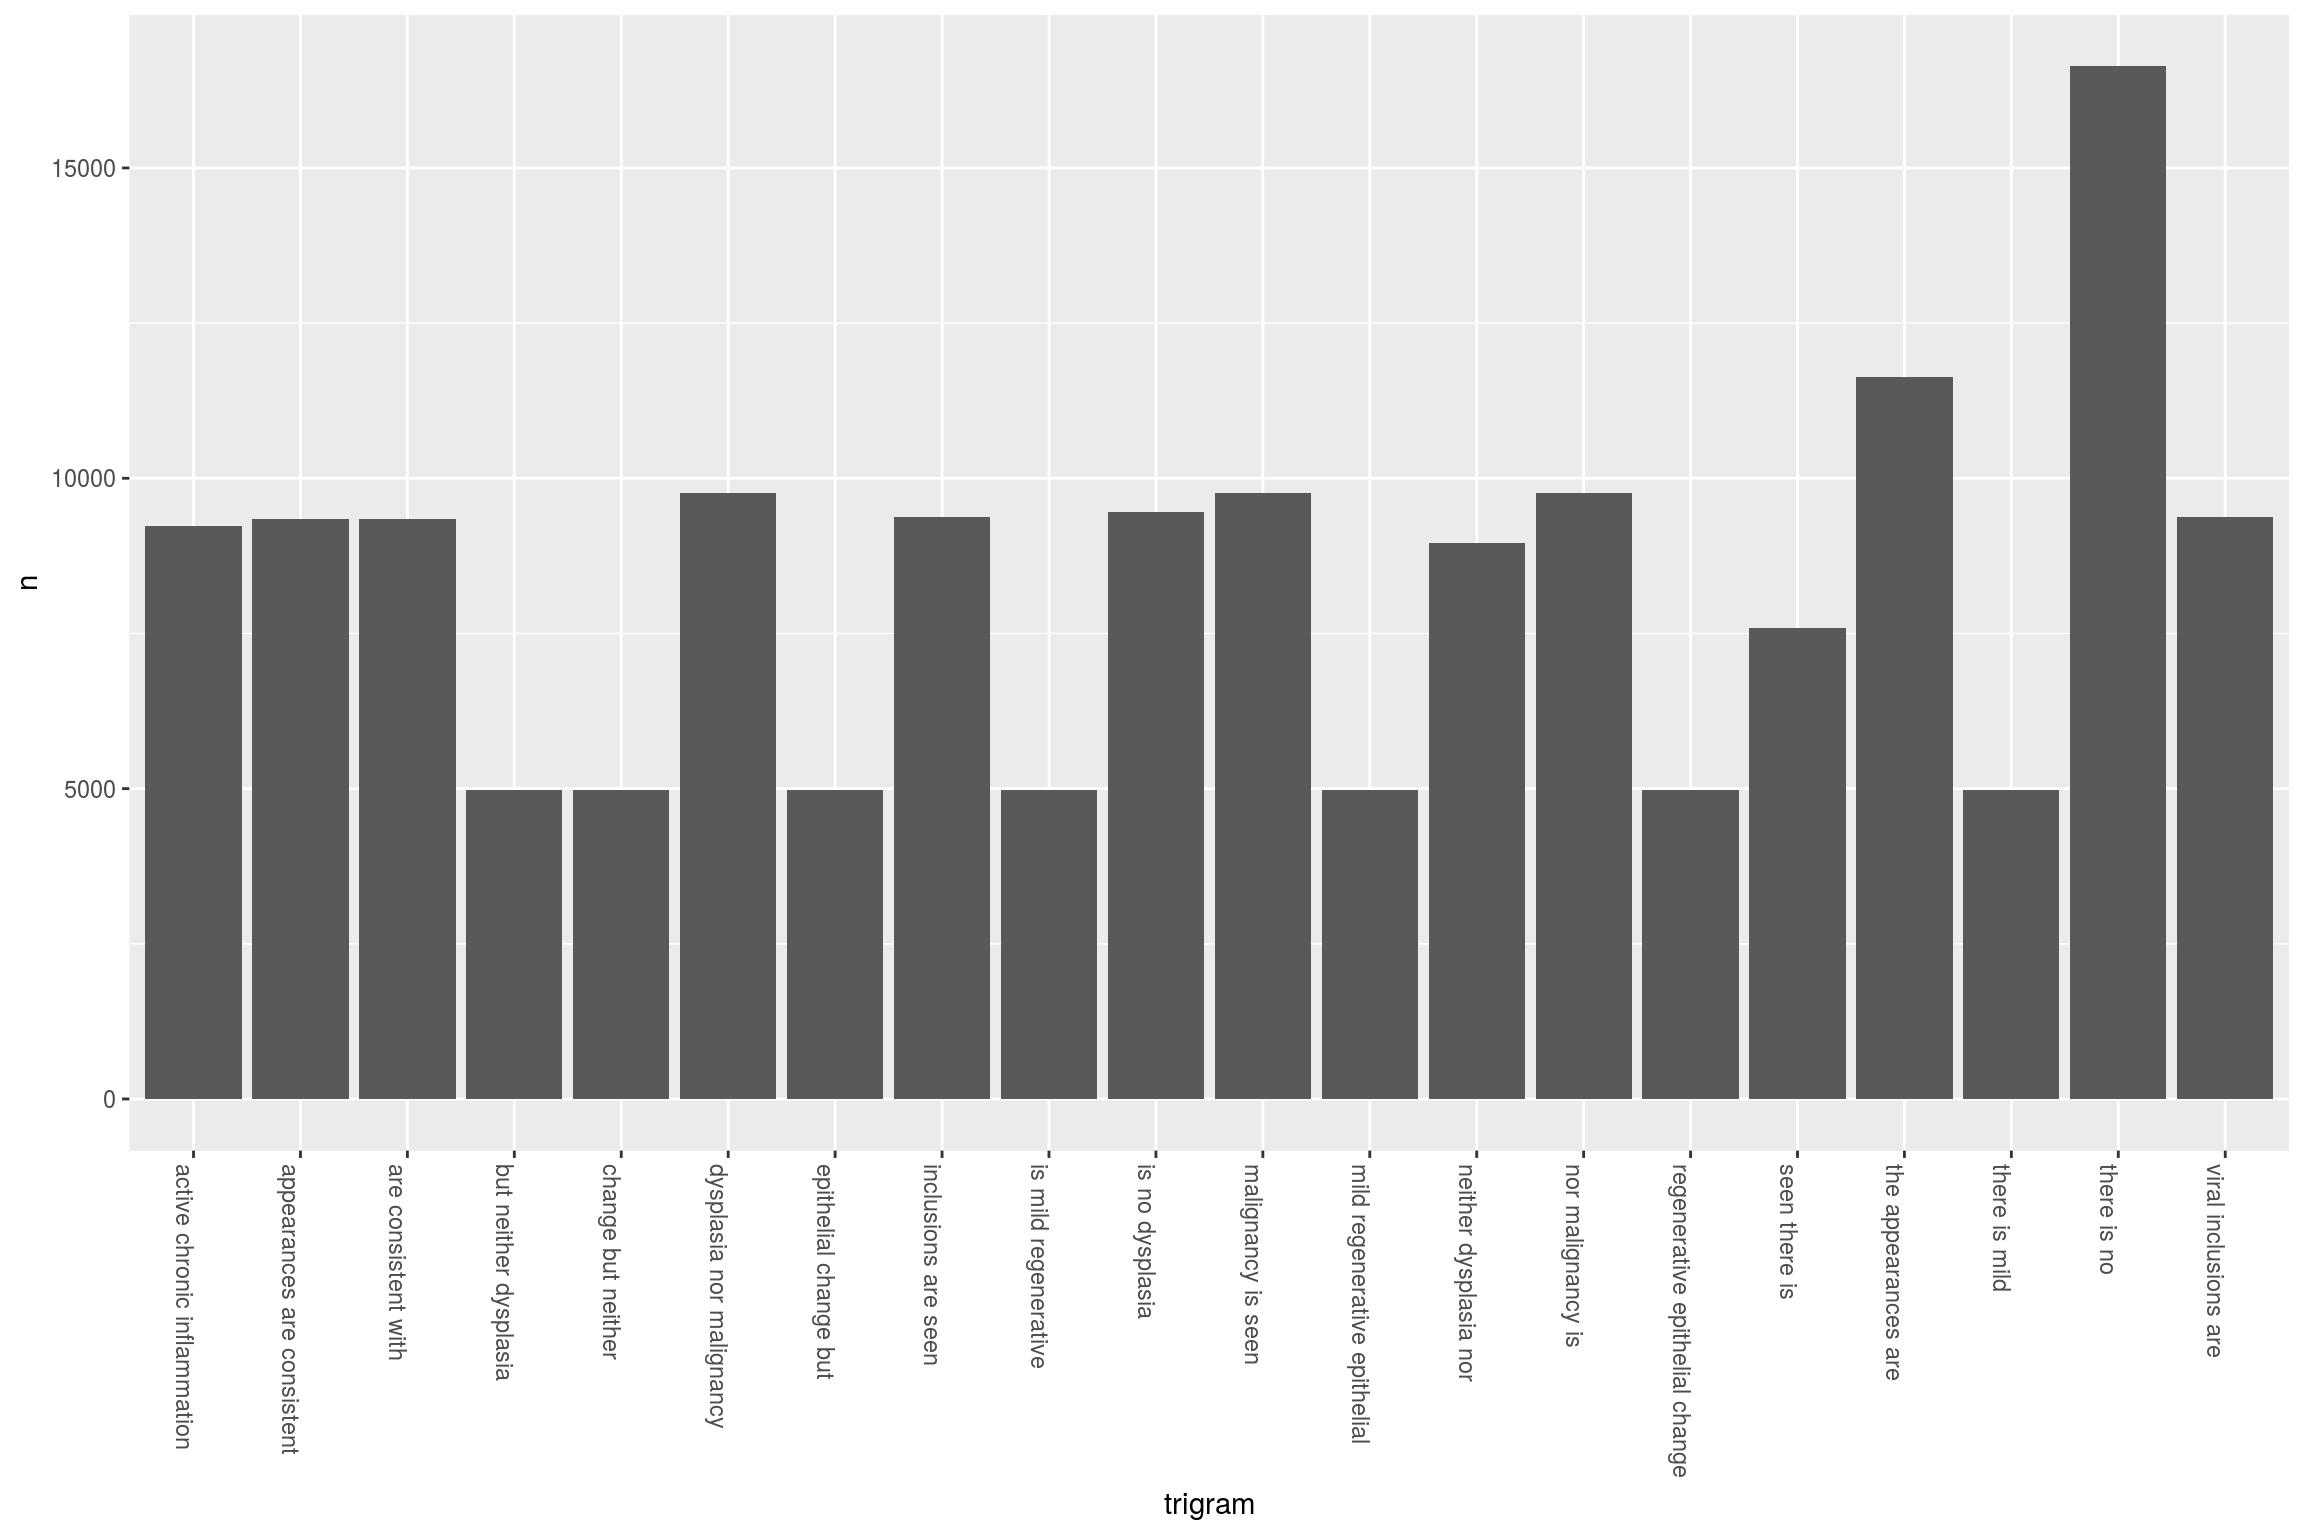 n
15000
10000
5000
0
active chronic inflammation
appearances are consistent
are consistent with
but neither dysplasia
change but neither
dysplasia nor malignancy
epithelial change but
inclusions are seen
is mild regenerative
is no dysplasia
malignancy is seen
mild regenerative epithelial
neither dysplasia nor
nor malignancy is
regenerative epithelial change
seen there is
the appearances are
there is mild
there is no
viral inclusions are
trigram